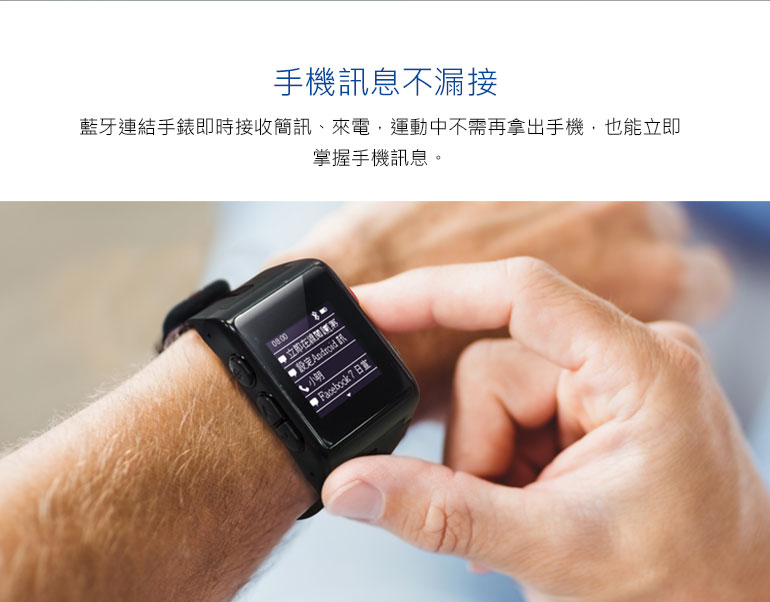 手機訊息不漏接
藍牙連結手錶即時接收簡訊、來電，運動中不需再拿出手機，也能立即
掌握手機訊息。
08:00
設定Android 訊
小明
Facebook 7 日直